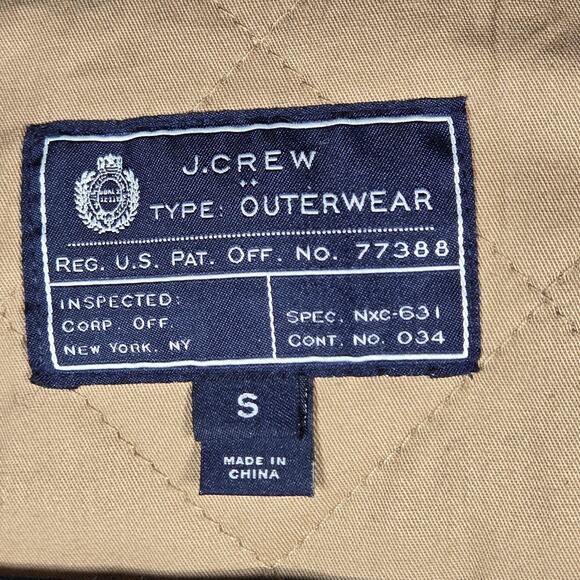 J.CREW
TYPE: OUTERWEAR
REG. U.S. PAT. OFF. NO. 77388
INSPECTED:
CORP. OFF.
NEW YORK, NY
SPEC. NXC-631
CONT. NO. 034
S
MADE IN
CHINA